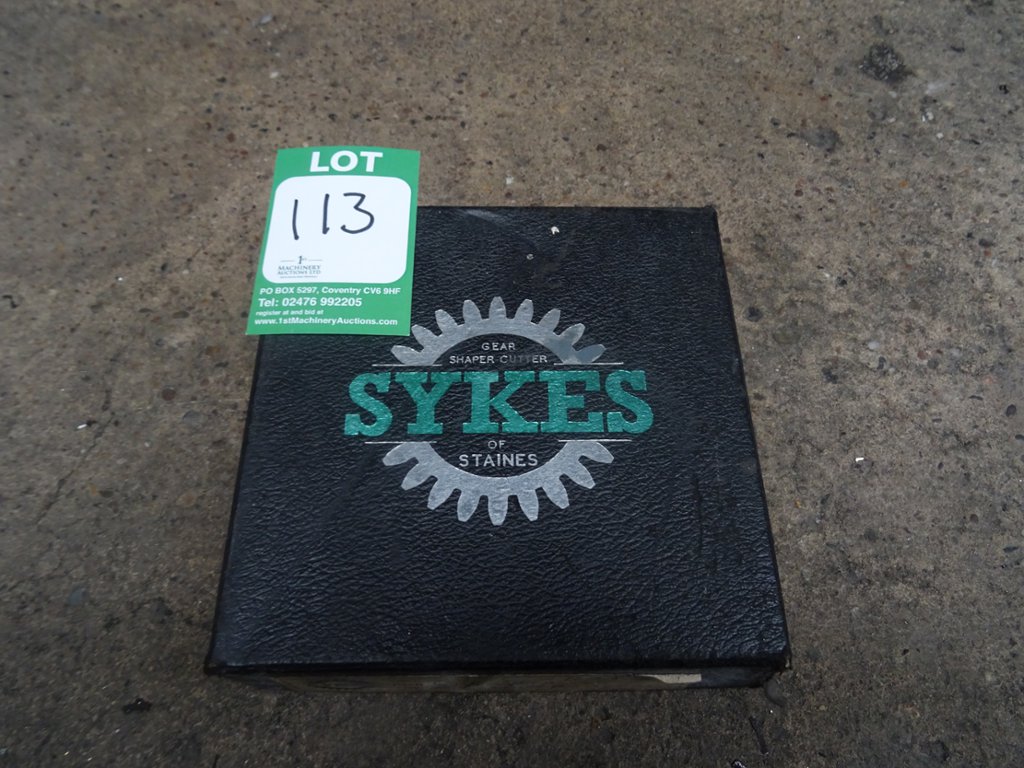 LOT
113
1st
MACHINERY
AUCTIONS LTD
PO BOX 5297, Coventry CV6 9HF
Tel: 02476 992205
register at and bid at
www.1stMachineryAuctions.com
GEAR
SHAPER CUTTER
SYKES
OF
STAINES